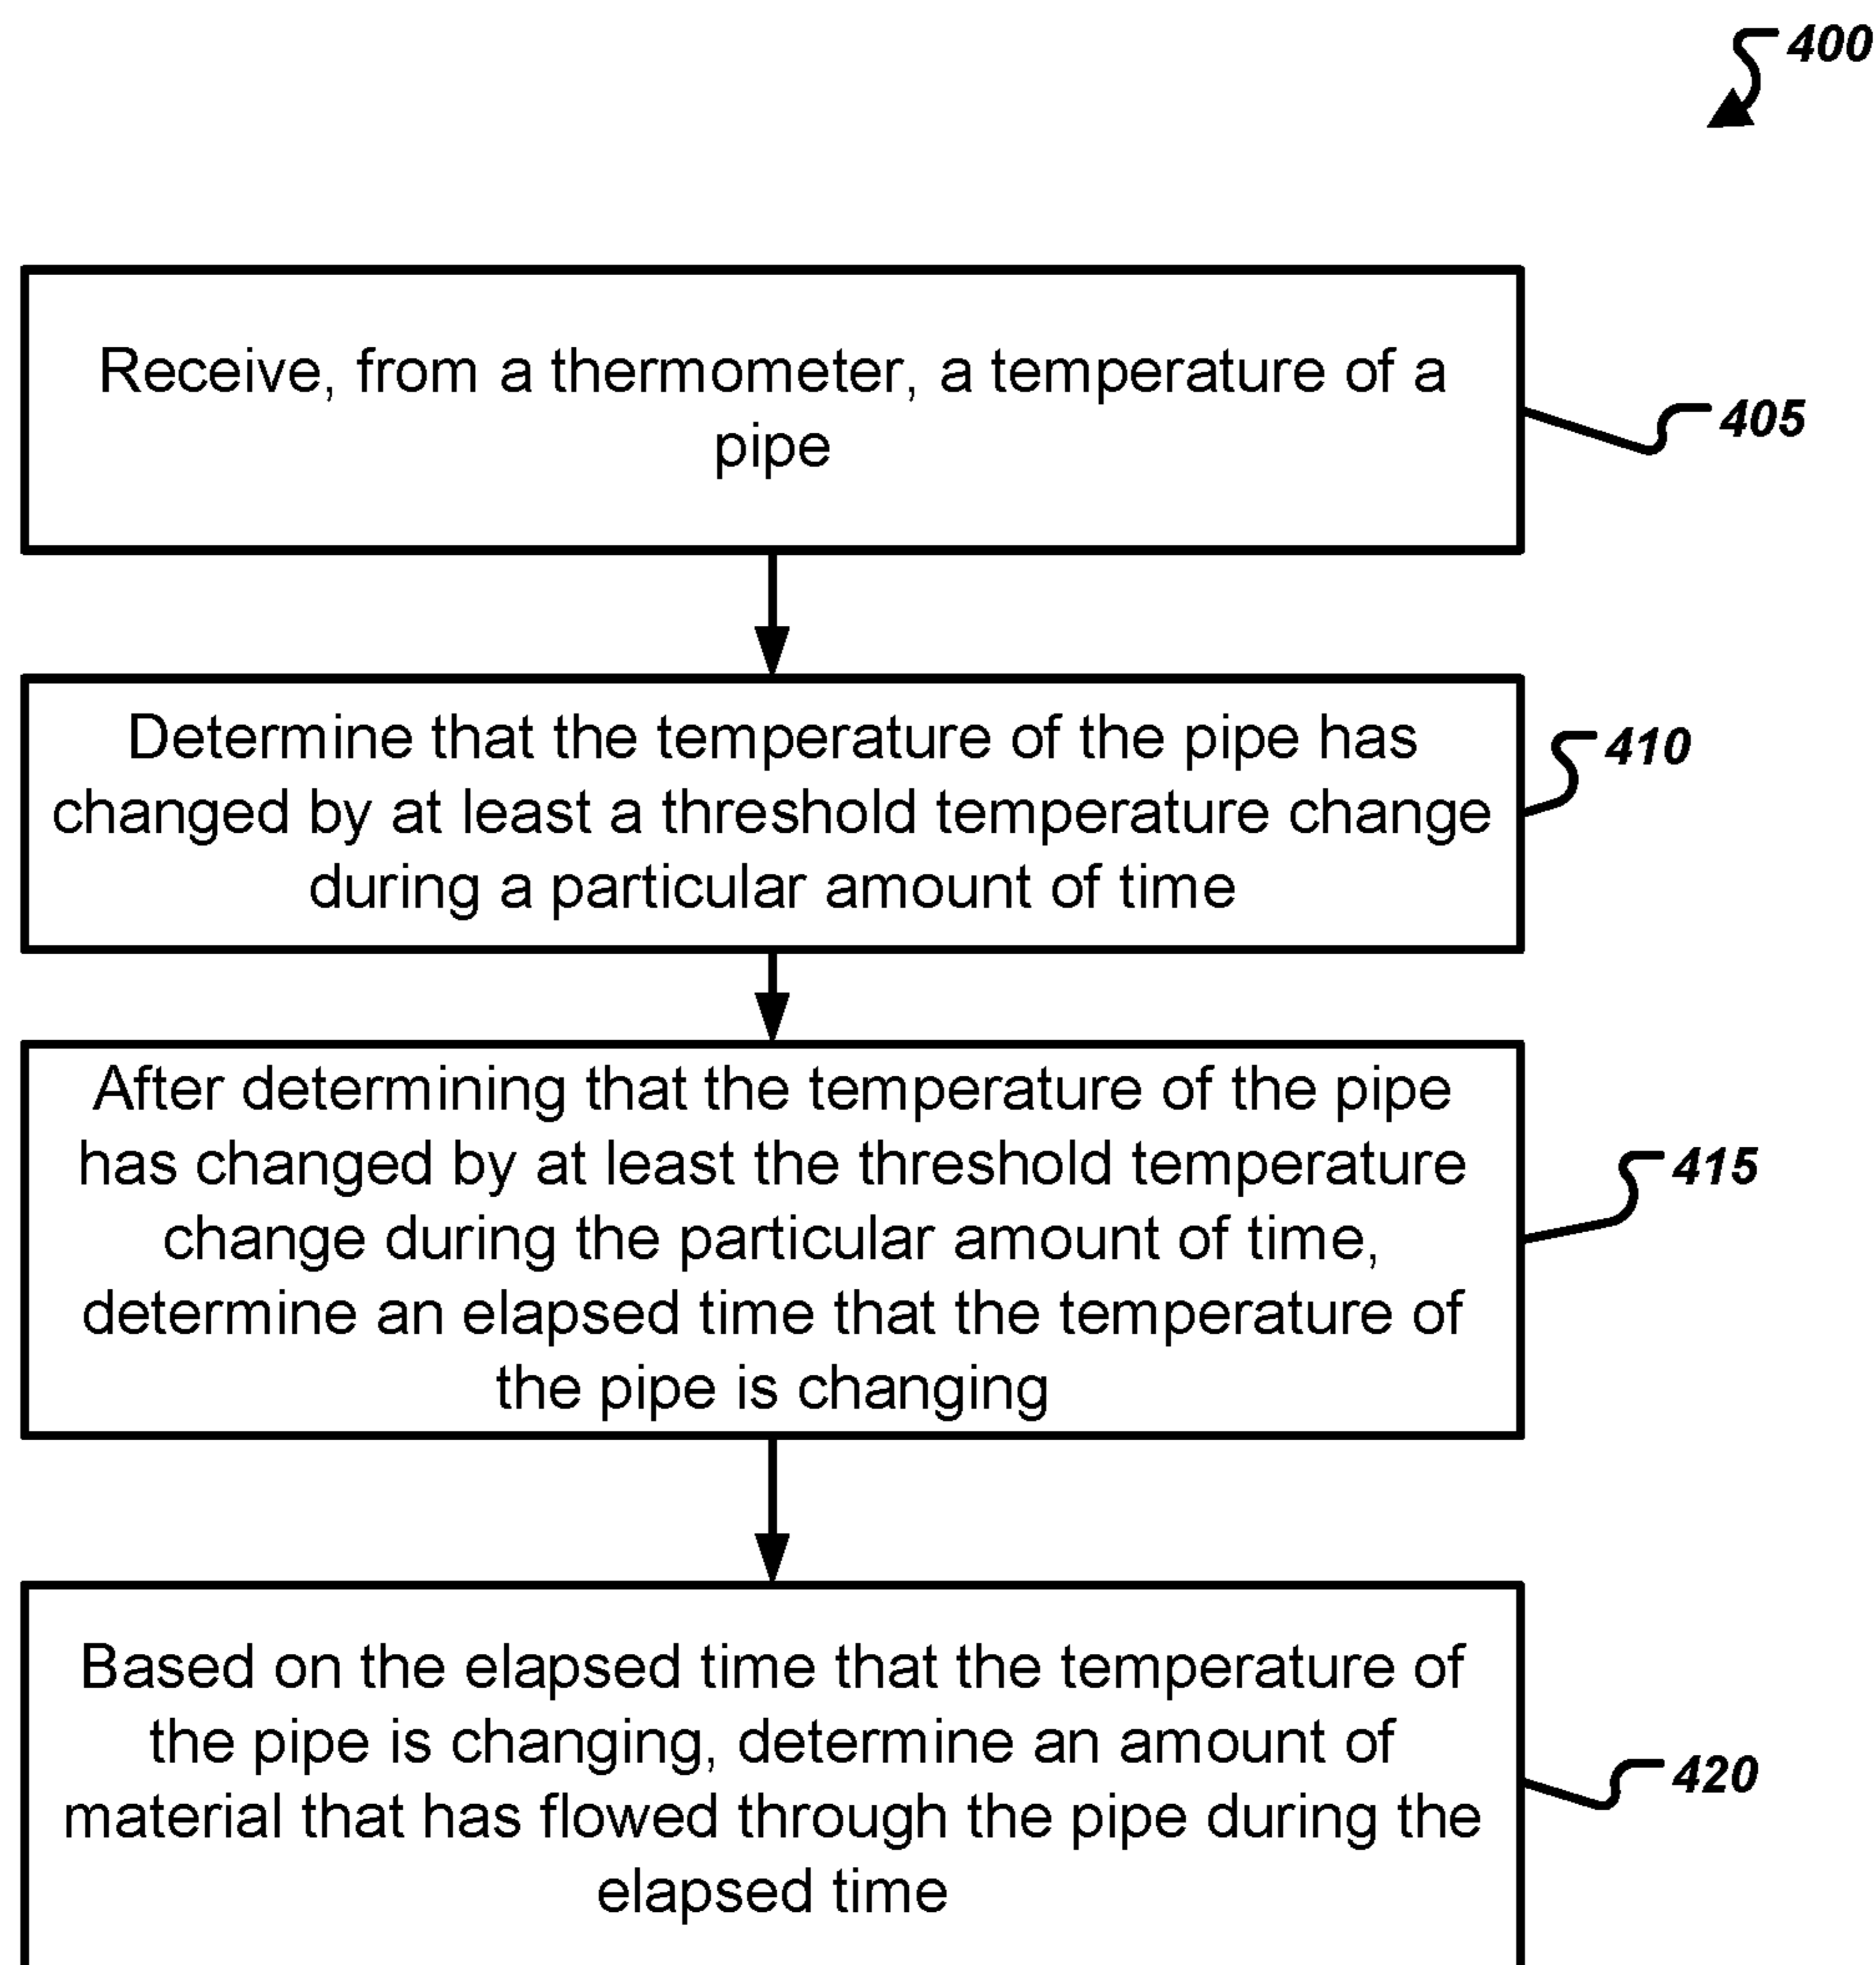 400
Receive, from a thermometer, a temperature of a
pipe
405
Determine that the temperature of the pipe has
changed by at least a threshold temperature change
during a particular amount of time
410
After determining that the temperature of the pipe
has changed by at least the threshold temperature
change during the particular amount of time,
determine an elapsed time that the temperature of
the pipe is changing
415
Based on the elapsed time that the temperature of
the pipe is changing, determine an amount of
material that has flowed through the pipe during the
elapsed time
420